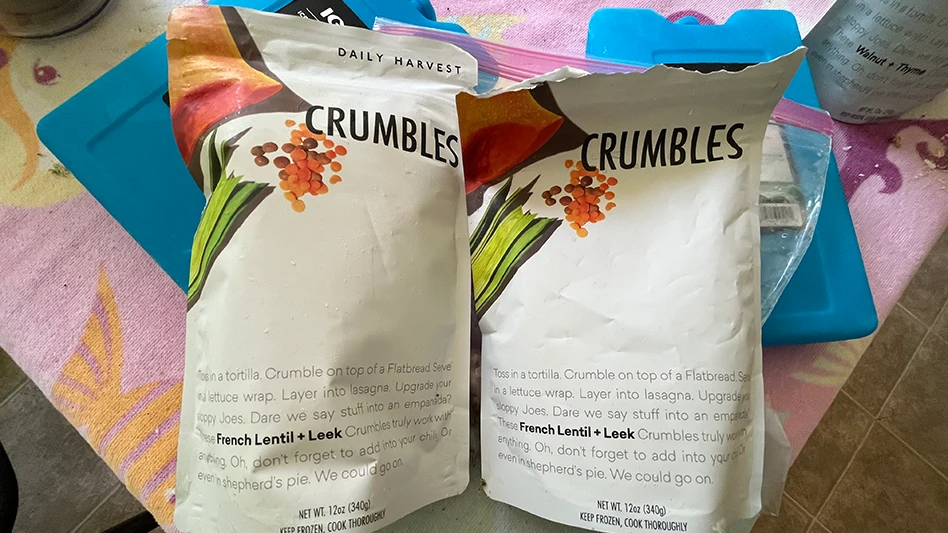 DAILY HARVEST
CRUMBLES
Toss in a tortilla. Crumble on top of a Flatbread. Serve
in a lettuce wrap. Layer into lasagna. Upgrade your
sloppy Joes. Dare we say stuff into an empanada?
These French Lentil + Leek Crumbles truly work with
anything. Oh, don't forget to add into your chili. Or
even in shepherd's pie. We could go on.
NET WT. 12oz (340g)
KEEP FROZEN, COOK THOROUGHLY
CRUMBLES
Toss in a tortilla. Crumble on top of a Flatbread. Serve
in a lettuce wrap. Layer into lasagna. Upgrade your
sloppy Joes. Dare we say stuff into an empanada
These French Lentil + Leek Crumbles truly work with
anything. Oh, don't forget to add into your Or
even in shepherd's pie. We could go on.
NET WT. 12oz (340g)
KEEP FROZEN, COOK THOROUGHLY
Walnut + Thyme